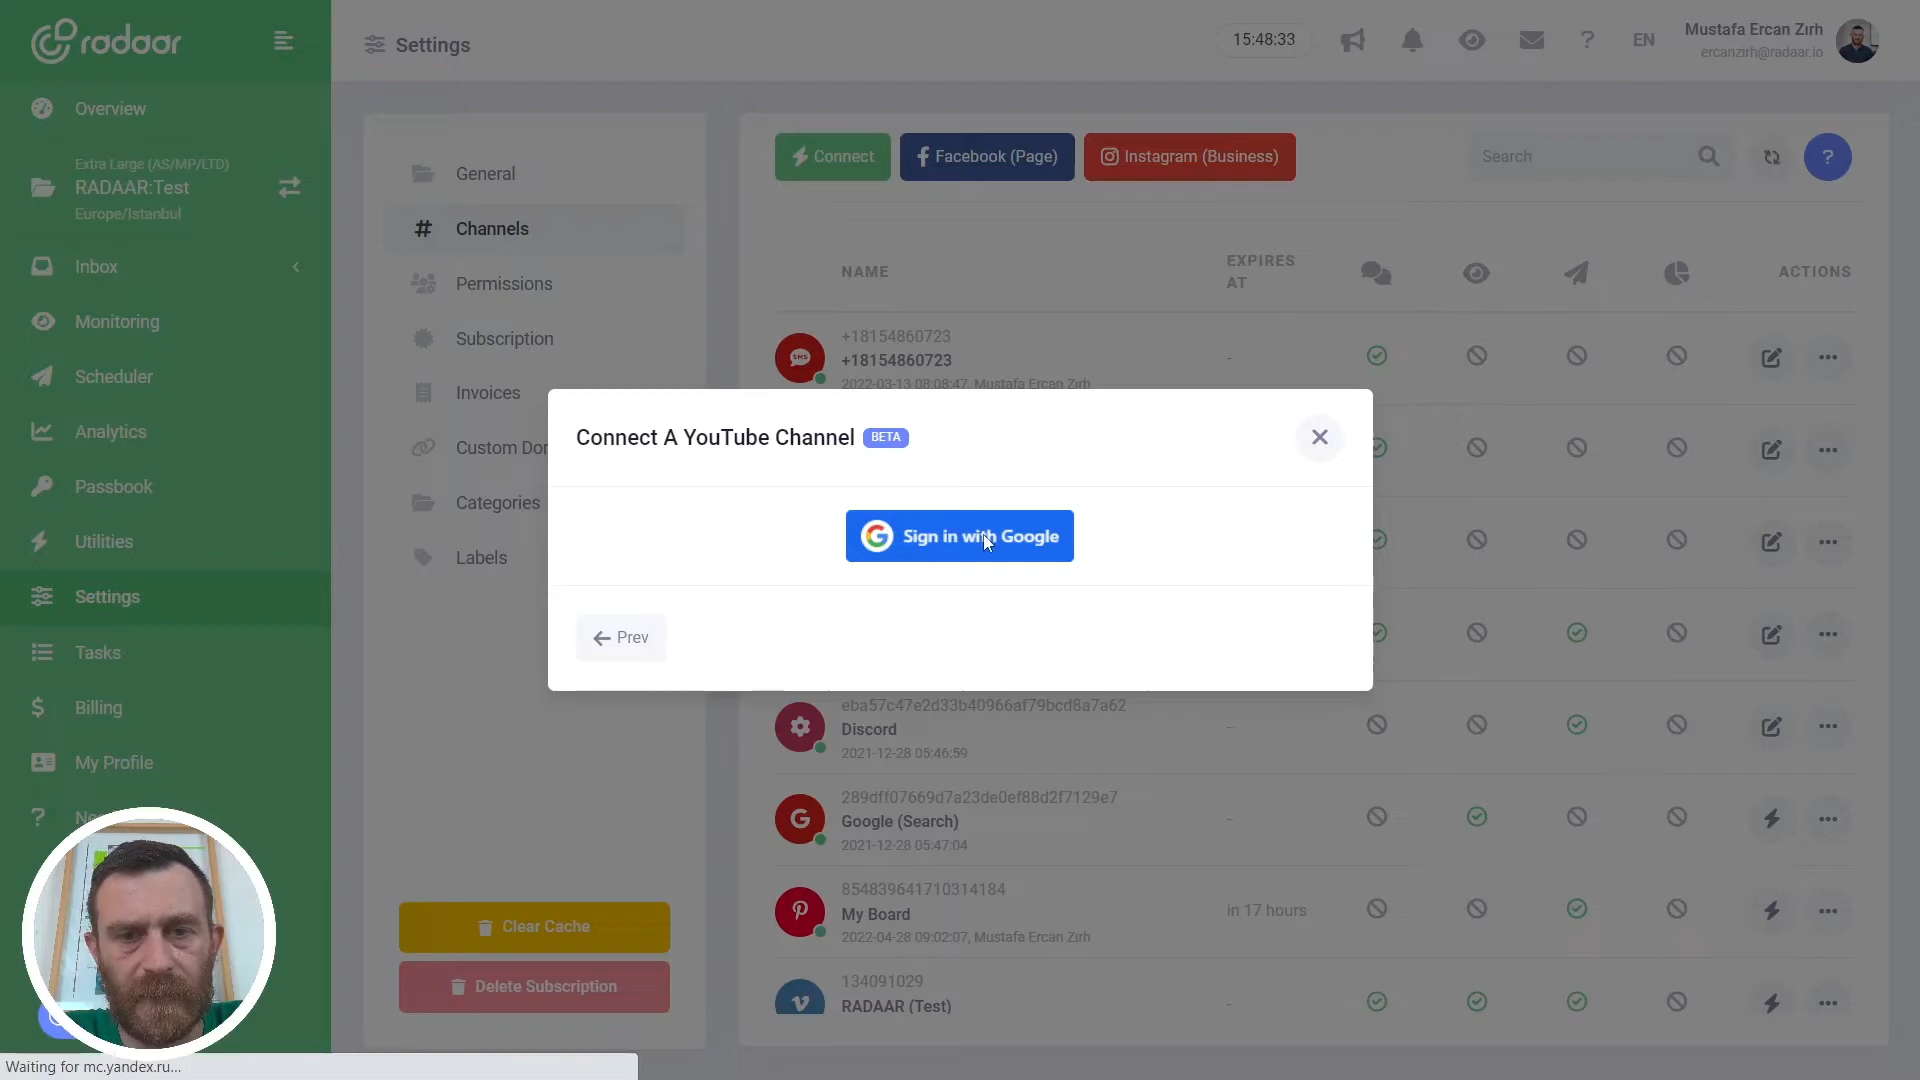 radaar
Settings
15:48:33
EN
Mustafa Ercan Zırh
ercanzirh@radaar.io
Overview
Extra Large (AS/MP/LTD)
RADAAR:Test
Europe/Istanbul
Inbox
Monitoring
Scheduler
Analytics
Passbook
Utilities
Settings
Tasks
Billing
My Profile
General
Channels
Permissions
Subscription
Invoices
Categories
Labels
Clear Cache
Delete Subscription
Connect
Facebook (Page)
Instagram (Business)
Search
?
NAME
EXPIRES
AT
ACTIONS
SMS
+18154860723
+18154860723
-
2022-03-13 08:08:47, Mustafa Ercan Zırh
Connect A YouTube Channel BETA
Sign in with Google
Prev
eba57c47e2d33b40966af79bcd8a7a62
Discord
-
2021-12-28 05:46:59
289dff07669d7a23de0ef88d2f7129e7
Google (Search)
-
2021-12-28 05:47:04
854839641710314184
My Board
in 17 hours
2022-04-28 09:02:07, Mustafa Ercan Zırh
134091029
RADAAR (Test)
-
Waiting for mc.yandex.ru...